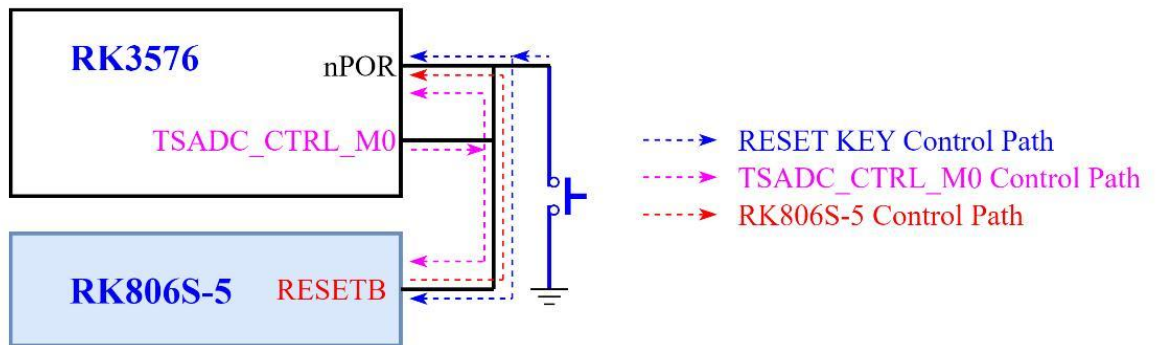 RK3576
nPOR
TSADC_CTRL_M0
RK806S-5
RESETB
RESET KEY Control Path
TSADC_CTRL_M0 Control Path
RK806S-5 Control Path